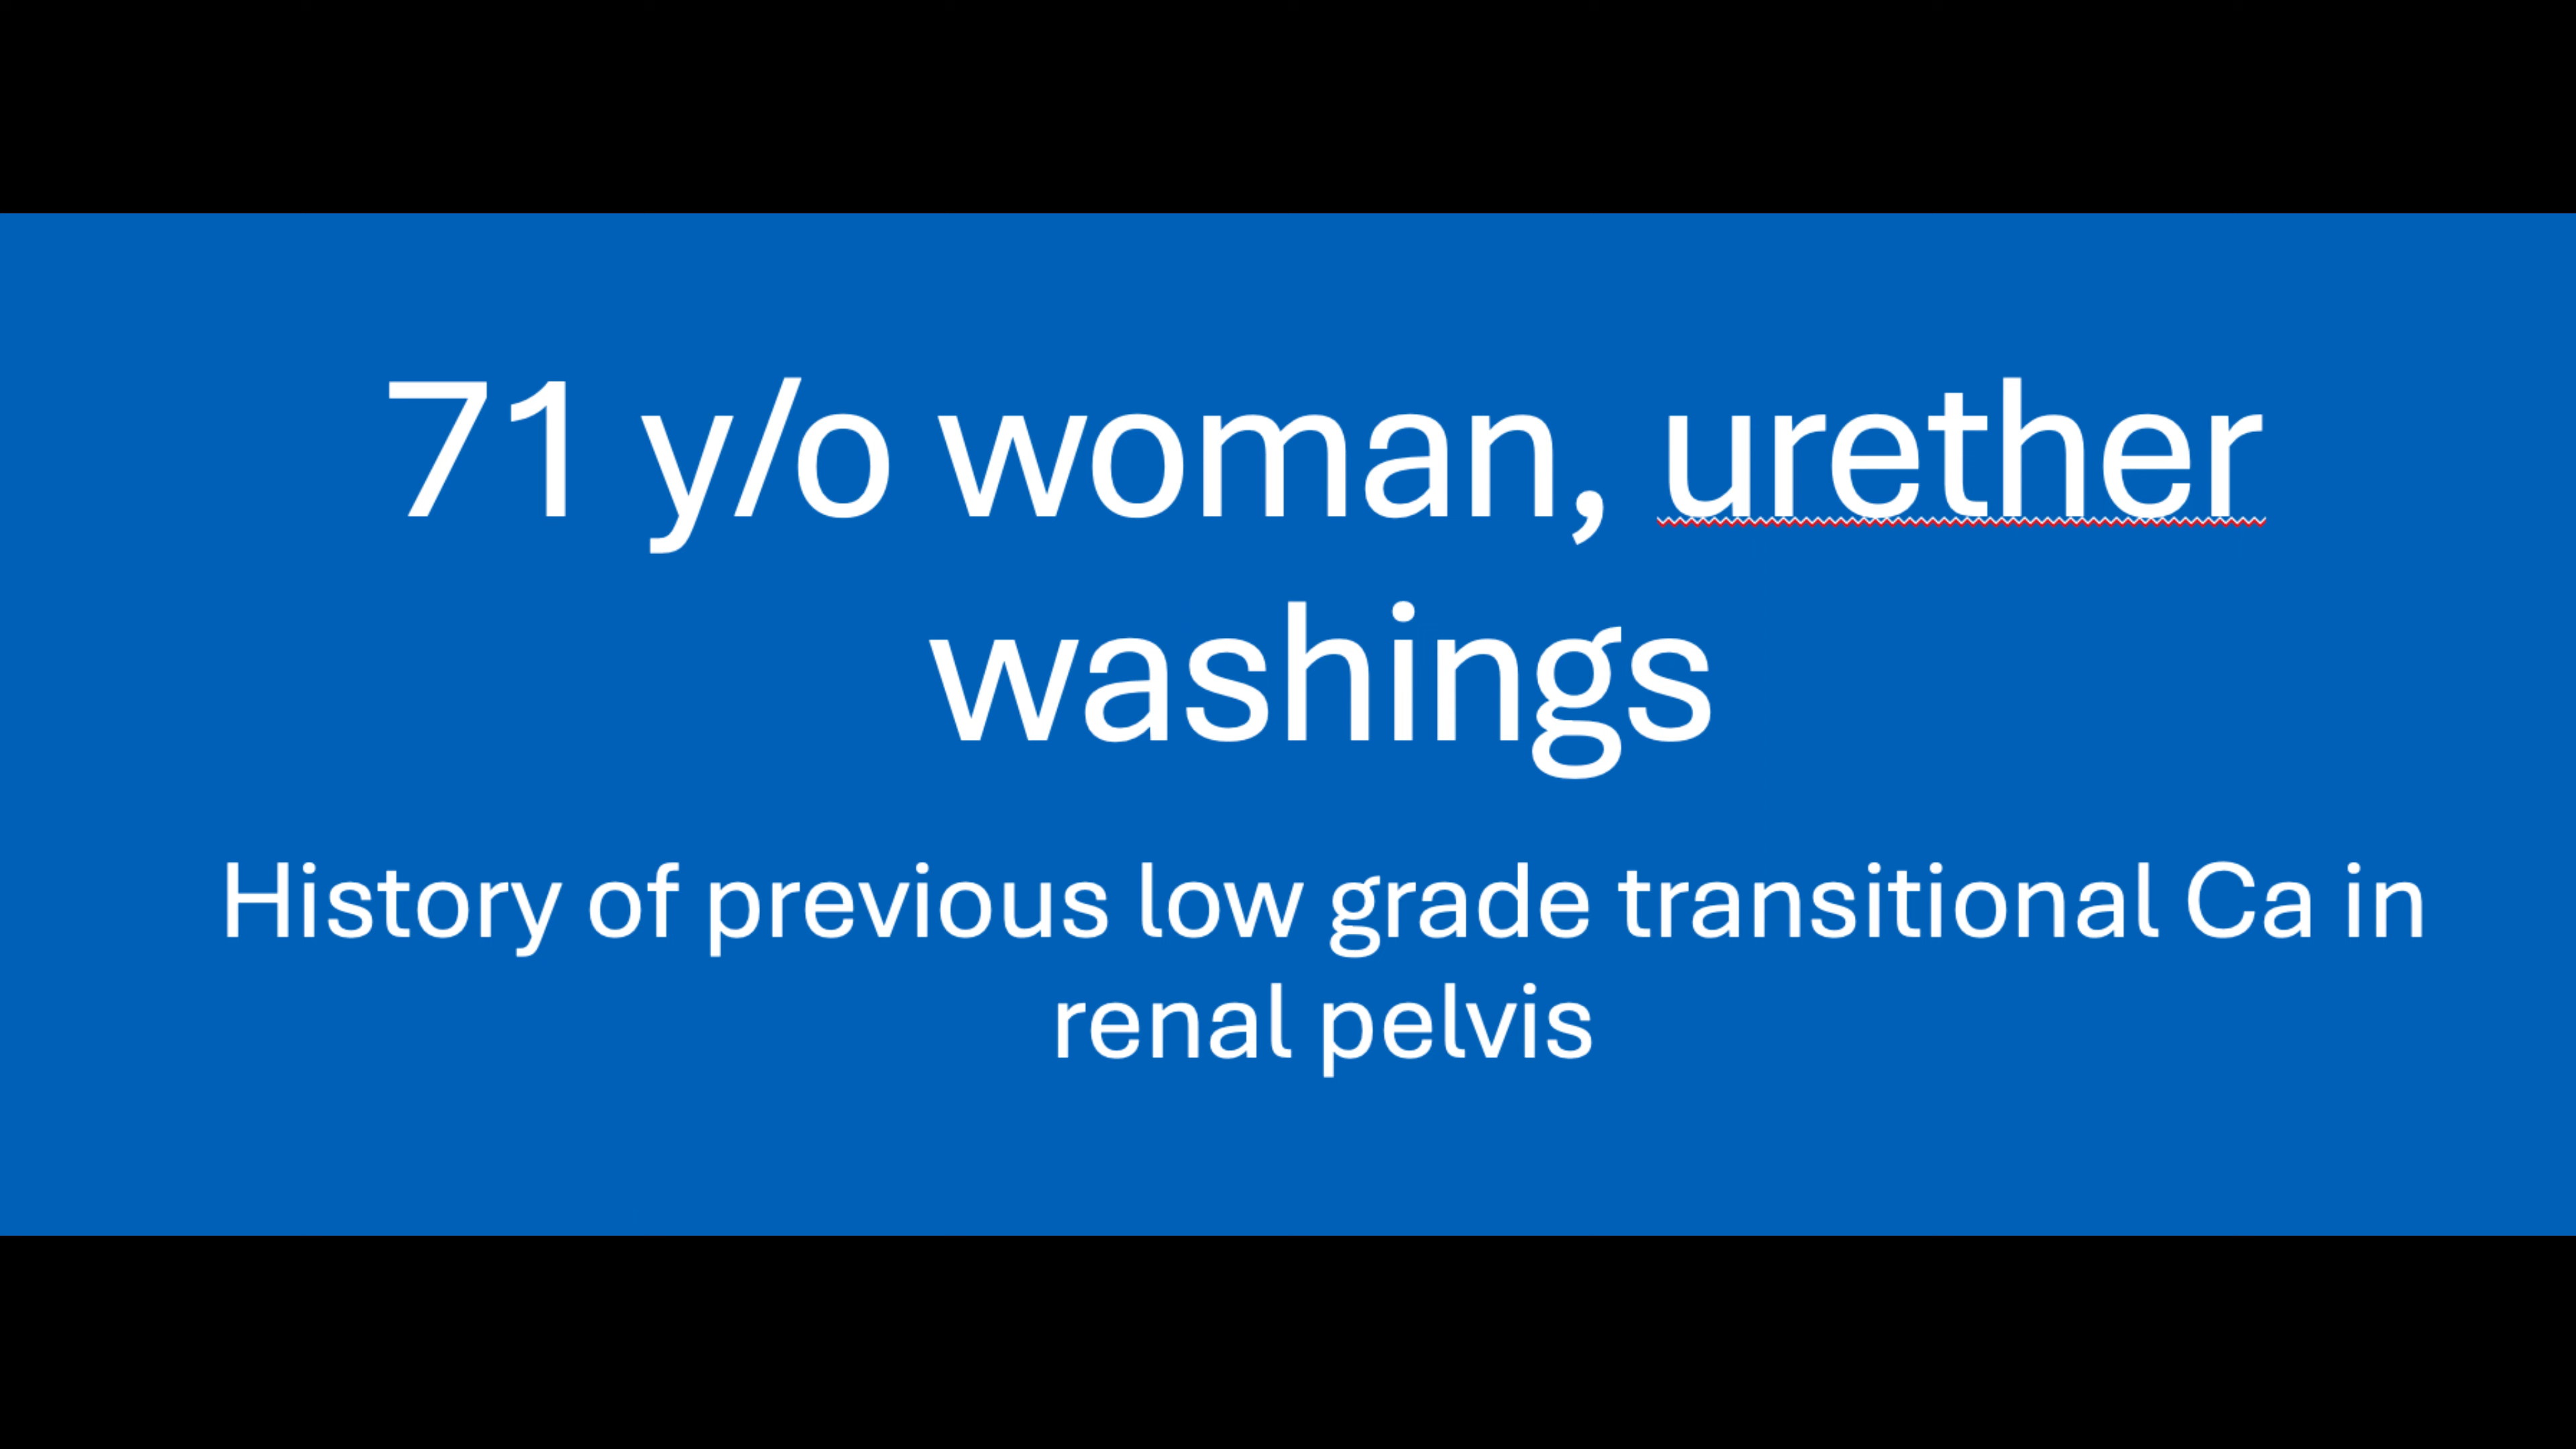 71 y/o woman, urether
washings
History of previous low grade transitional Ca in
renal pelvis